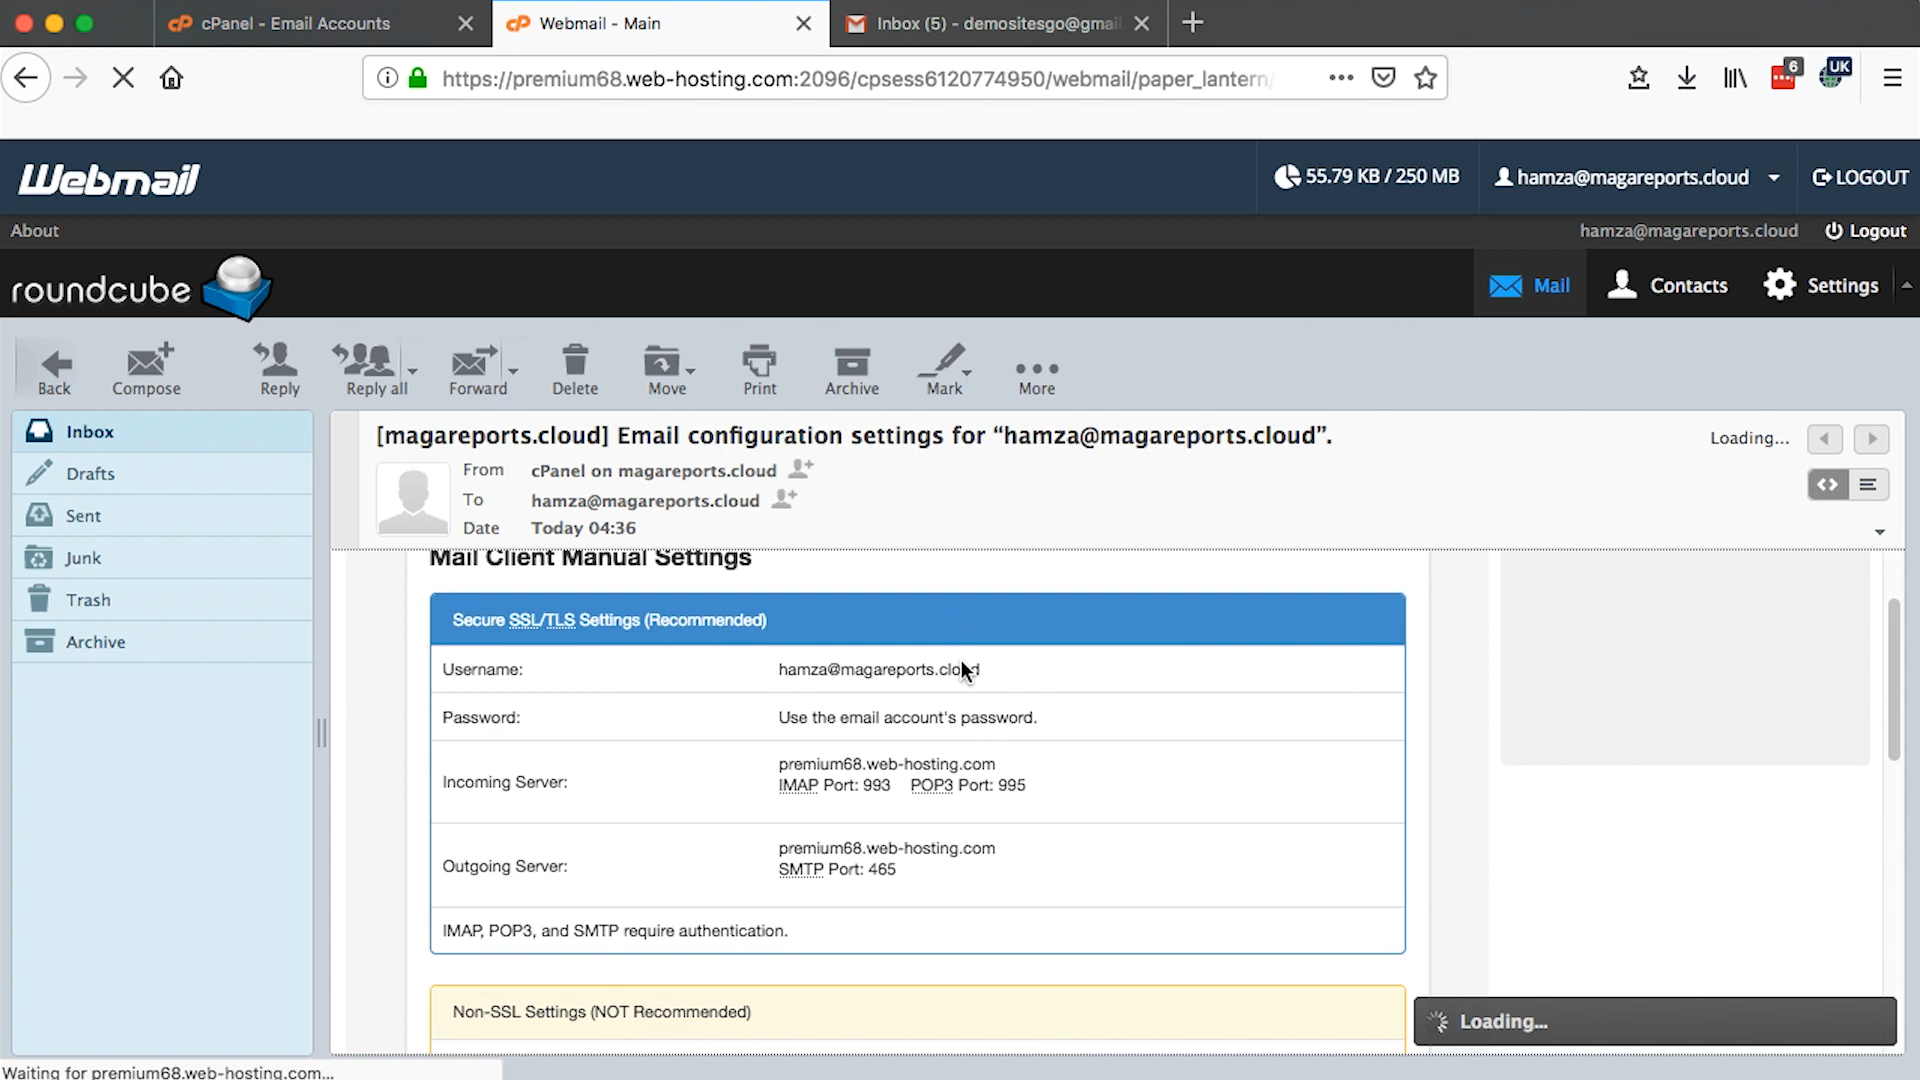 cPanel - Email Accounts
Webmail - Main
Inbox (5) - demositesgo@gmail.
https://premium68.web-hosting.com:2096/cpsess6120774950/webmail/paper_lantern/
6
UK
Webmail
55.79 KB / 250 MB
hamza@magareports.cloud
LOGOUT
About
hamza@magareports.cloud
Logout
roundcube
Mail
Contacts
Settings
Back
Compose
Reply
Reply all
Forward
Delete
Move
Print
Archive
Mark
More
Inbox
Drafts
Sent
Junk
Trash
Archive
[magareports.cloud] Email configuration settings for “hamza@magareports.cloud”.
Loading...
From cPanel on magareports.cloud
To hamza@magareports.cloud
Date Today 04:36
Mail Client Manual Settings
Secure SSL/TLS Settings (Recommended)
Username: hamza@magareports.cloud
Password: Use the email account's password.
Incoming Server:
premium68.web-hosting.com
IMAP Port: 993 POP3 Port: 995
Outgoing Server:
premium68.web-hosting.com
SMTP Port: 465
IMAP, POP3, and SMTP require authentication.
Non-SSL Settings (NOT Recommended)
Loading...
Waiting for premium68.web-hosting.com...